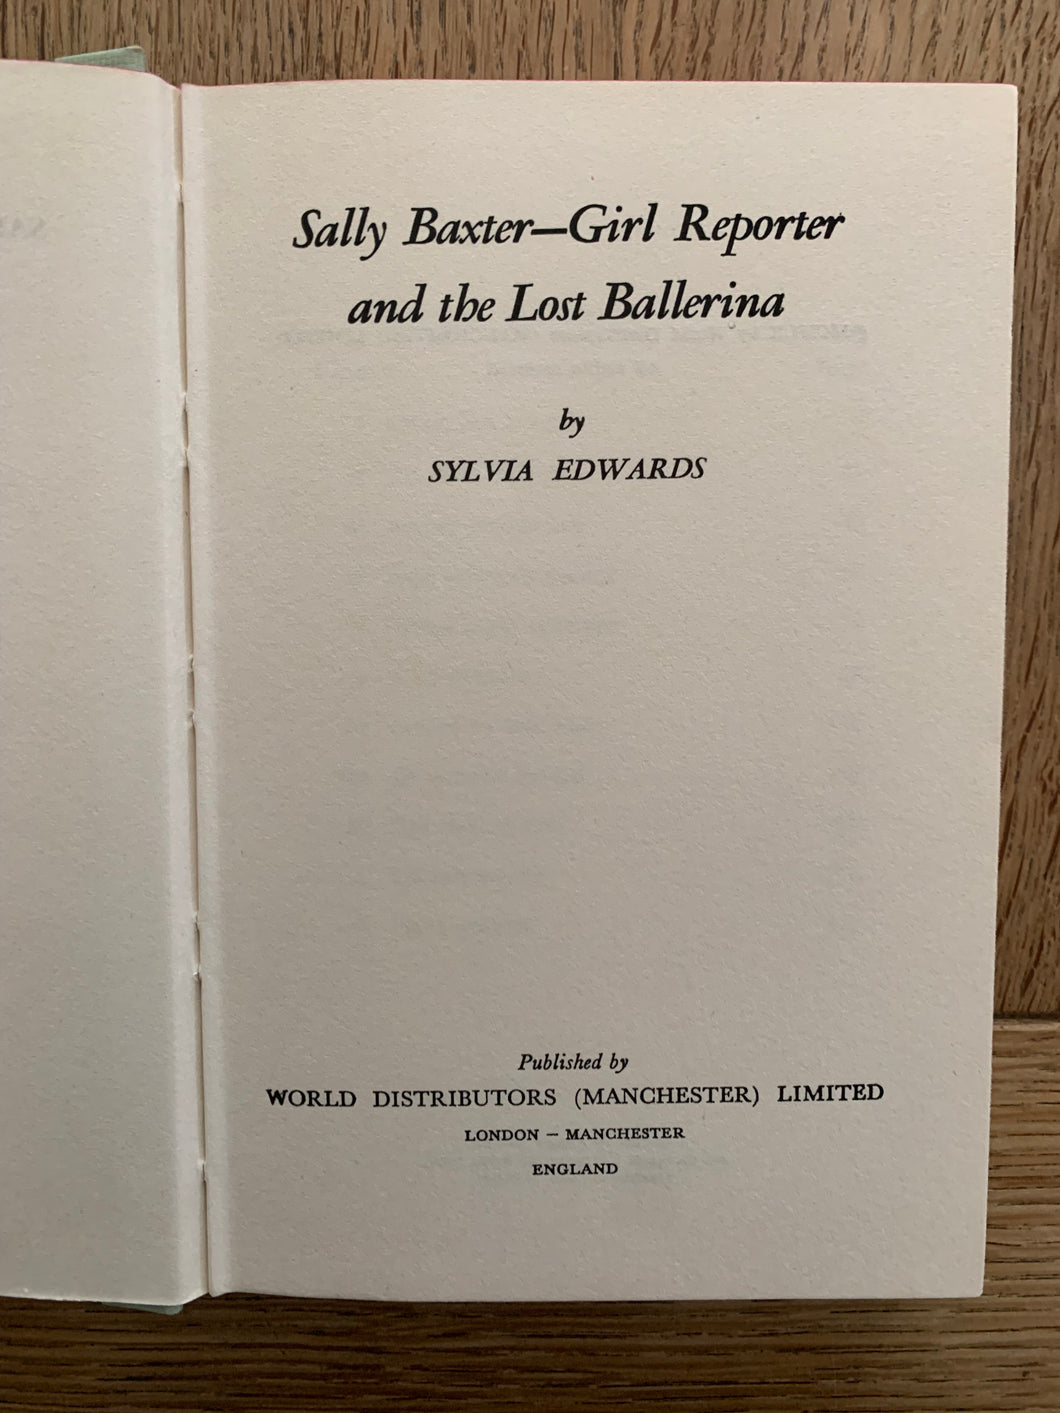 Sally Baxter—Girl Reporter
and the Lost Ballerina
by
SYLVIA EDWARDS
Published by
WORLD DISTRIBUTORS (MANCHESTER) LIMITED
LONDON – MANCHESTER
ENGLAND